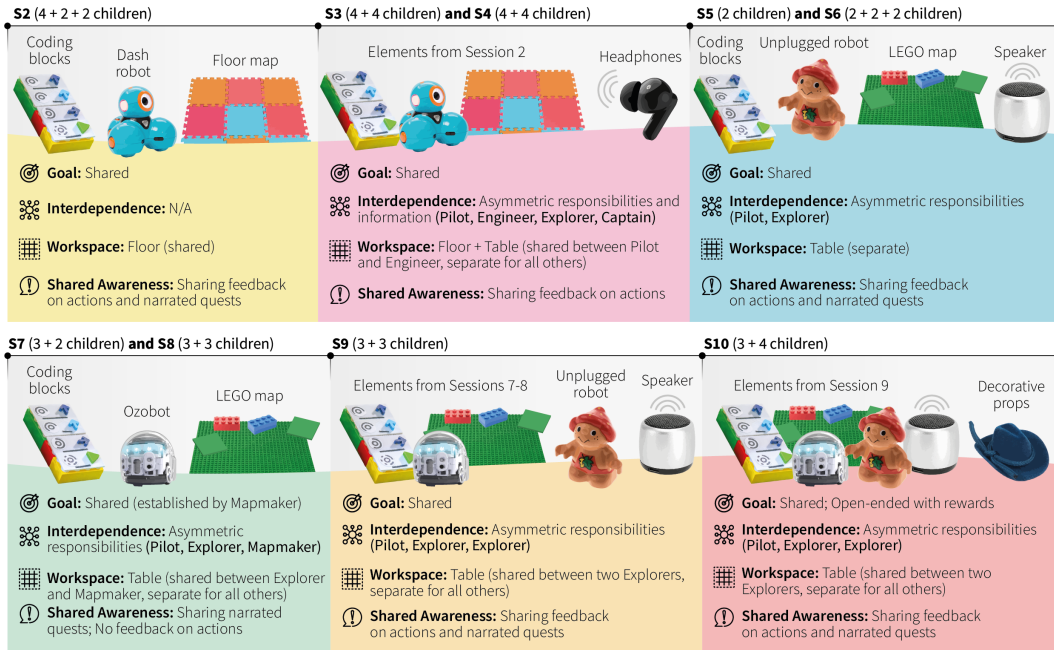 S2 (4 + 2 + 2 children)
Coding
blocks
Dash
robot
Floor map
Goal: Shared
Interdependence: N/A
Workspace: Floor (shared)
Shared Awareness: Sharing feedback
on actions and narrated quests
S3 (4 + 4 children) and S4 (4 + 4 children)
Elements from Session 2
Headphones
Goal: Shared
Interdependence: Asymmetric responsibilities and
information (Pilot, Engineer, Explorer, Captain)
Workspace: Floor + Table (shared between Pilot
and Engineer, separate for all others)
Shared Awareness: Sharing feedback on actions
S5 (2 children) and S6 (2 + 2 + 2 children)
Coding
blocks
Unplugged robot
LEGO map
Speaker
Goal: Shared
Interdependence: Asymmetric responsibilities
(Pilot, Explorer)
Workspace: Table (separate)
Shared Awareness: Sharing feedback
on actions and narrated quests
S7 (3 + 2 children) and S8 (3 + 3 children)
Coding
blocks
Ozobot
LEGO map
Goal: Shared (established by Mapmaker)
Interdependence: Asymmetric
responsibilities (Pilot, Explorer, Mapmaker)
Workspace: Table (shared between Explorer
and Mapmaker, separate for all others)
Shared Awareness: Sharing narrated
quests; No feedback on actions
S9 (3 + 3 children)
Elements from Sessions 7-8
Unplugged
robot
Speaker
Goal: Shared
Interdependence: Asymmetric responsibilities
(Pilot, Explorer, Explorer)
Workspace: Table (shared between two Explorers,
separate for all others)
Shared Awareness: Sharing feedback
on actions and narrated quests
S10 (3 + 4 children)
Elements from Session 9
Decorative
props
Goal: Shared; Open-ended with rewards
Interdependence: Asymmetric responsibilities
(Pilot, Explorer, Explorer)
Workspace: Table (shared between two
Explorers, separate for all others)
Shared Awareness: Sharing feedback
on actions and narrated quests